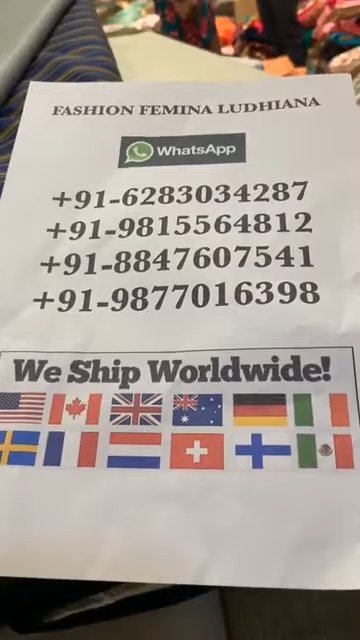 FASHION FEMINA LUDHIANA
WhatsApp
+91-6283034287
+91-9815564812
+91-8847607541
+91-9877016398
We Ship Worldwide!